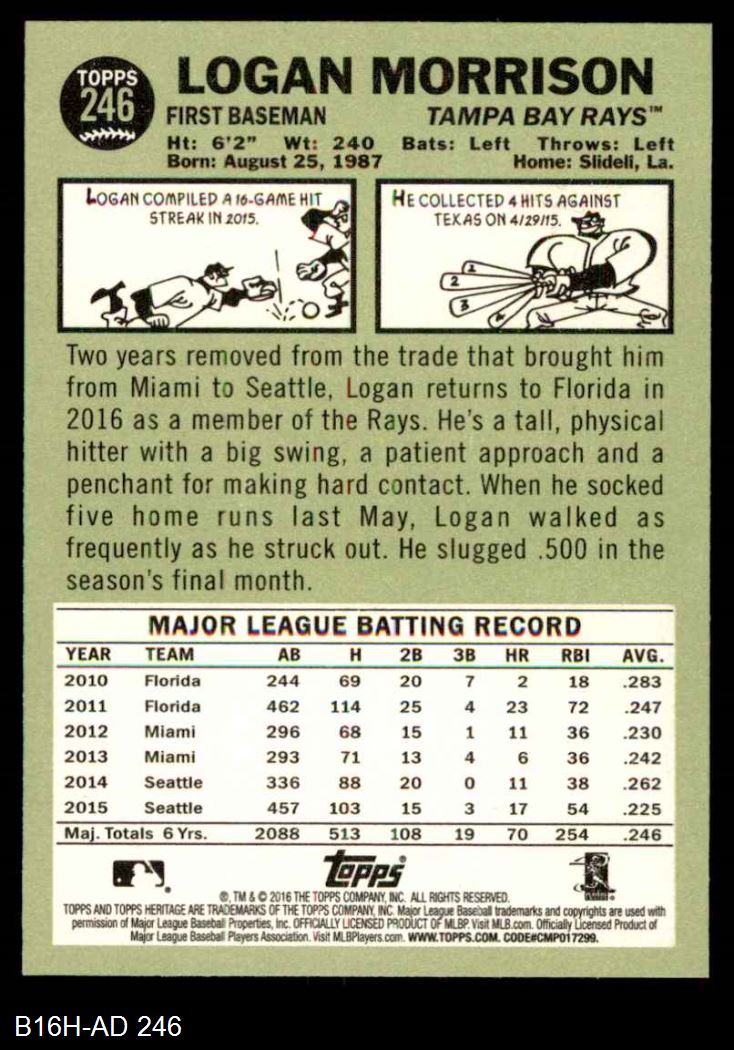 TOPPS
246
LOGAN MORRISON
FIRST BASEMAN TAMPA BAY RAYS™
Ht: 6'2" Wt: 240 Bats: Left Throws: Left
Born: August 25, 1987 Home: Slidell, La.
LOGAN COMPILED A 16-GAME HIT
STREAK IN 2015.
HE COLLECTED 4 HITS AGAINST
TEXAS ON 4/29/15.
1
2
3
4
Two years removed from the trade that brought him
from Miami to Seattle, Logan returns to Florida in
2016 as a member of the Rays. He's a tall, physical
hitter with a big swing, a patient approach and a
penchant for making hard contact. When he socked
five home runs last May, Logan walked as
frequently as he struck out. He slugged .500 in the
season's final month.
MAJOR LEAGUE BATTING RECORD
YEAR TEAM AB H 2B 3B HR RBI AVG.
2010 Florida 244 69 20 7 2 18 .283
2011 Florida 462 114 25 4 23 72 .247
2012 Miami 296 68 15 1 11 36 .230
2013 Miami 293 71 13 4 6 36 .242
2014 Seattle 336 88 20 0 11 38 .262
2015 Seattle 457 103 15 3 17 54 .225
Maj. Totals 6 Yrs. 2088 513 108 19 70 254 .246
topps®
®, TM & © 2016 THE TOPPS COMPANY, INC. ALL RIGHTS RESERVED.
TOPPS AND TOPPS HERITAGE ARE TRADEMARKS OF THE TOPPS COMPANY, INC. Major League Baseball trademarks and copyrights are used with
permission of Major League Baseball Properties, Inc. OFFICIALLY LICENSED PRODUCT OF MLBP. Visit MLB.com. Officially Licensed Product of
Major League Baseball Players Association. Visit MLBPlayers.com. WWW.TOPPS.COM. CODE#CMP017299.
B16H-AD 246